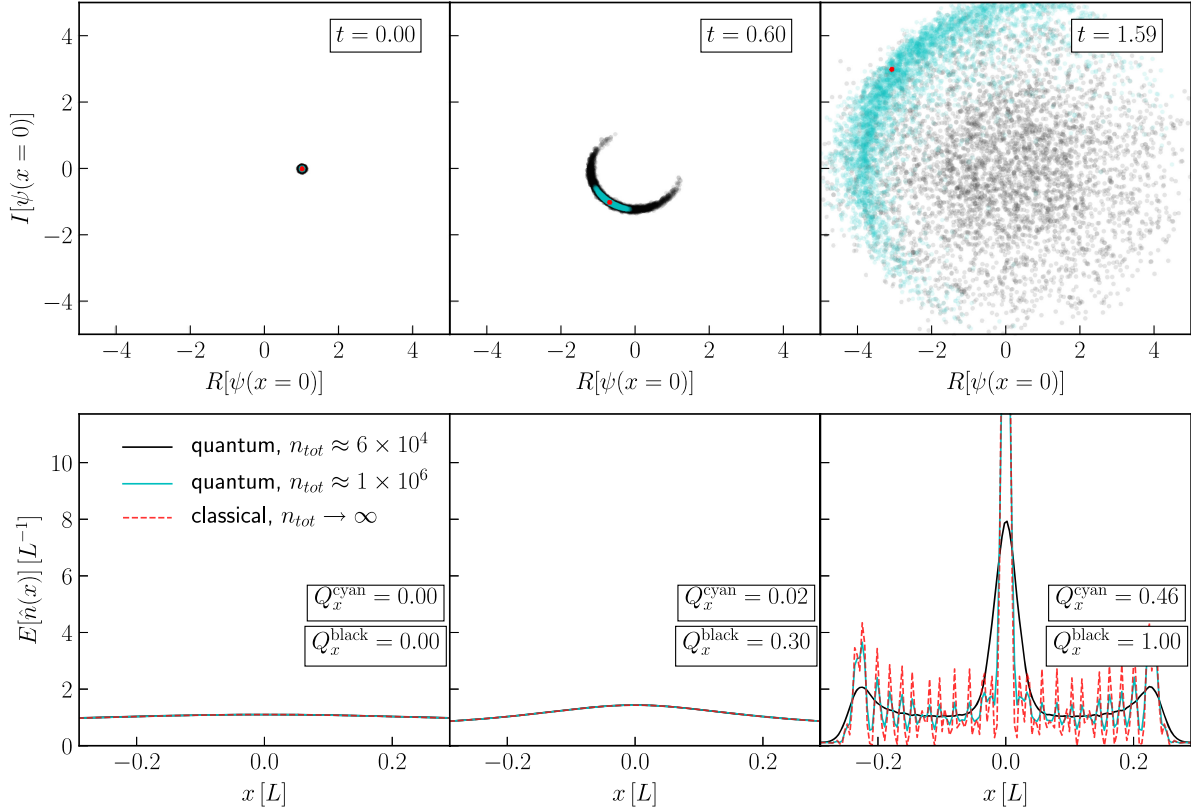 4
2
0
−2
−4
I[ψ(x = 0)]
t = 0.00
t = 0.60
t = 1.59
−4 −2 0 2 4
−4 −2 0 2 4
−4 −2 0 2 4
R[ψ(x = 0)]
R[ψ(x = 0)]
R[ψ(x = 0)]
10
8
6
4
2
0
E[n̂(x)] [L⁻¹]
quantum, n_tot ≈ 6 × 10⁴
quantum, n_tot ≈ 1 × 10⁶
classical, n_tot → ∞
Q_x^cyan = 0.00
Q_x^black = 0.00
Q_x^cyan = 0.02
Q_x^black = 0.30
Q_x^cyan = 0.46
Q_x^black = 1.00
−0.2 0.0 0.2
−0.2 0.0 0.2
−0.2 0.0 0.2
x [L]
x [L]
x [L]